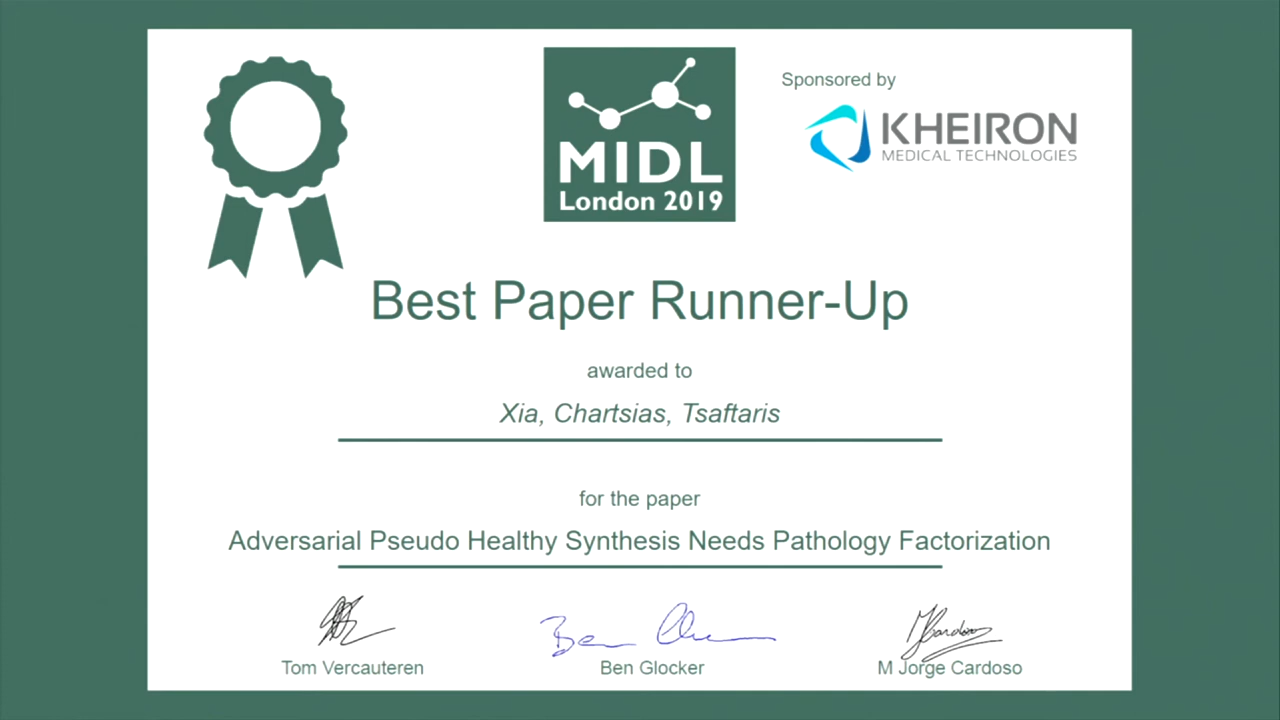 MIDL
London 2019
Sponsored by
KHEIRON
MEDICAL TECHNOLOGIES
Best Paper Runner-Up
awarded to
Xia, Chartsias, Tsaftaris
for the paper
Adversarial Pseudo Healthy Synthesis Needs Pathology Factorization
Ben
Tom Vercauteren
Ben Glocker
M Jorge Cardoso